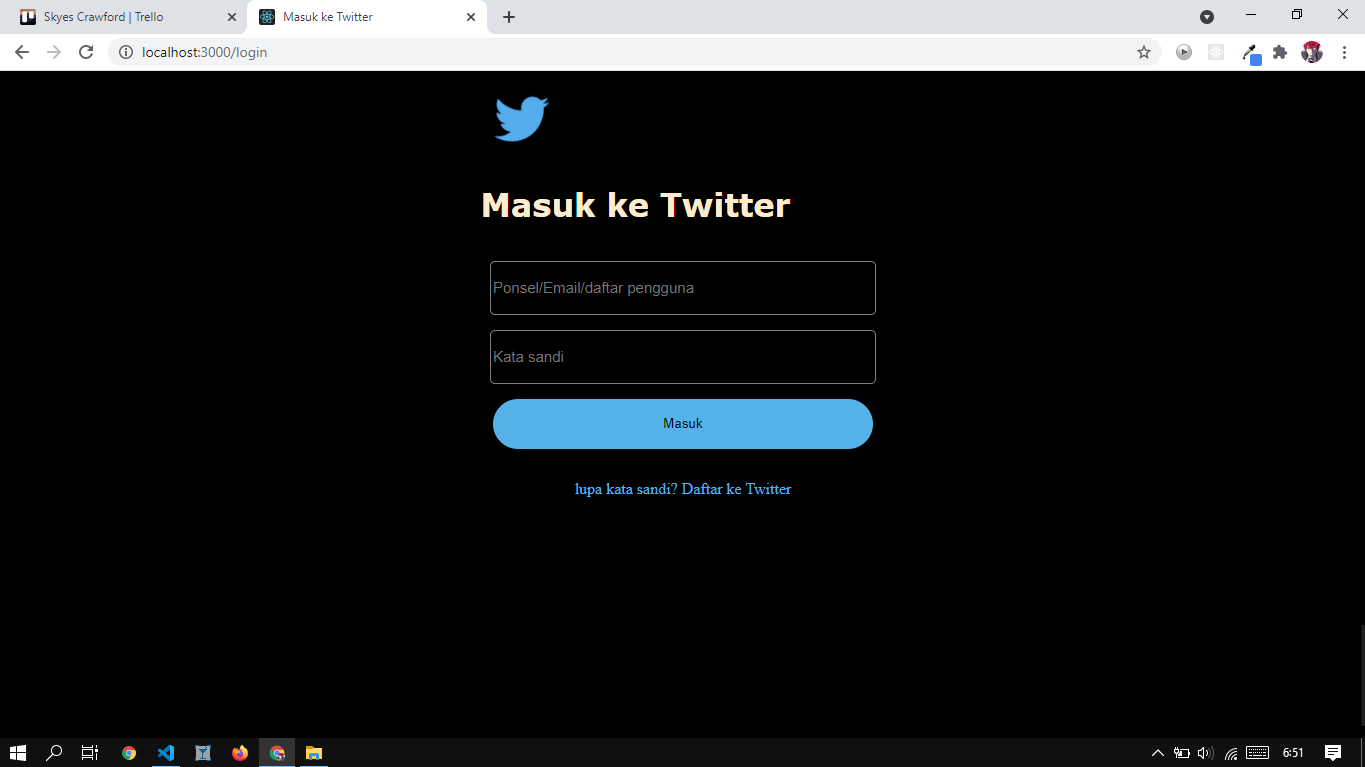 Skyes Crawford | Trello
Masuk ke Twitter
localhost:3000/login
Masuk ke Twitter
Ponsel/Email/daftar pengguna
Kata sandi
Masuk
lupa kata sandi? Daftar ke Twitter
6:51